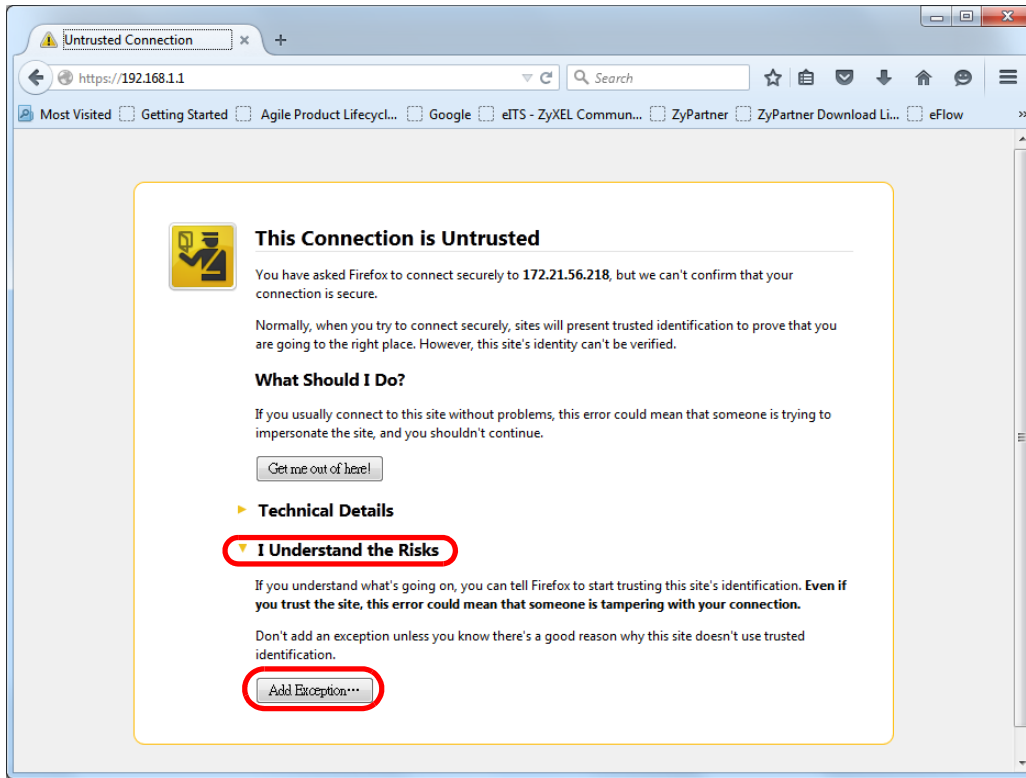 Untrusted Connection
https://192.168.1.1
Search
Most Visited Getting Started Agile Product Lifecycl... Google eITS - ZyXEL Commun... ZyPartner ZyPartner Download Li... eFlow »
This Connection is Untrusted
You have asked Firefox to connect securely to 172.21.56.218, but we can't confirm that your
connection is secure.
Normally, when you try to connect securely, sites will present trusted identification to prove that you
are going to the right place. However, this site's identity can't be verified.
What Should I Do?
If you usually connect to this site without problems, this error could mean that someone is trying to
impersonate the site, and you shouldn't continue.
Get me out of here!
Technical Details
I Understand the Risks
If you understand what's going on, you can tell Firefox to start trusting this site's identification. Even if
you trust the site, this error could mean that someone is tampering with your connection.
Don't add an exception unless you know there's a good reason why this site doesn't use trusted
identification.
Add Exception⋯